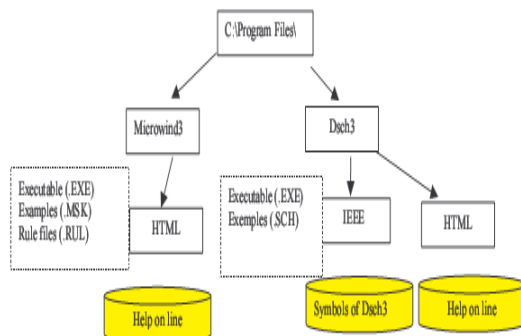 C:\Program Files\
Microwind3
Dsch3
Executable (.EXE)
Examples (.MSK)
Rule files (.RUL)
HTML
Executable (.EXE)
Exemples (.SCH)
IEEE
HTML
Help on line
Symbols of Dsch3
Help on line